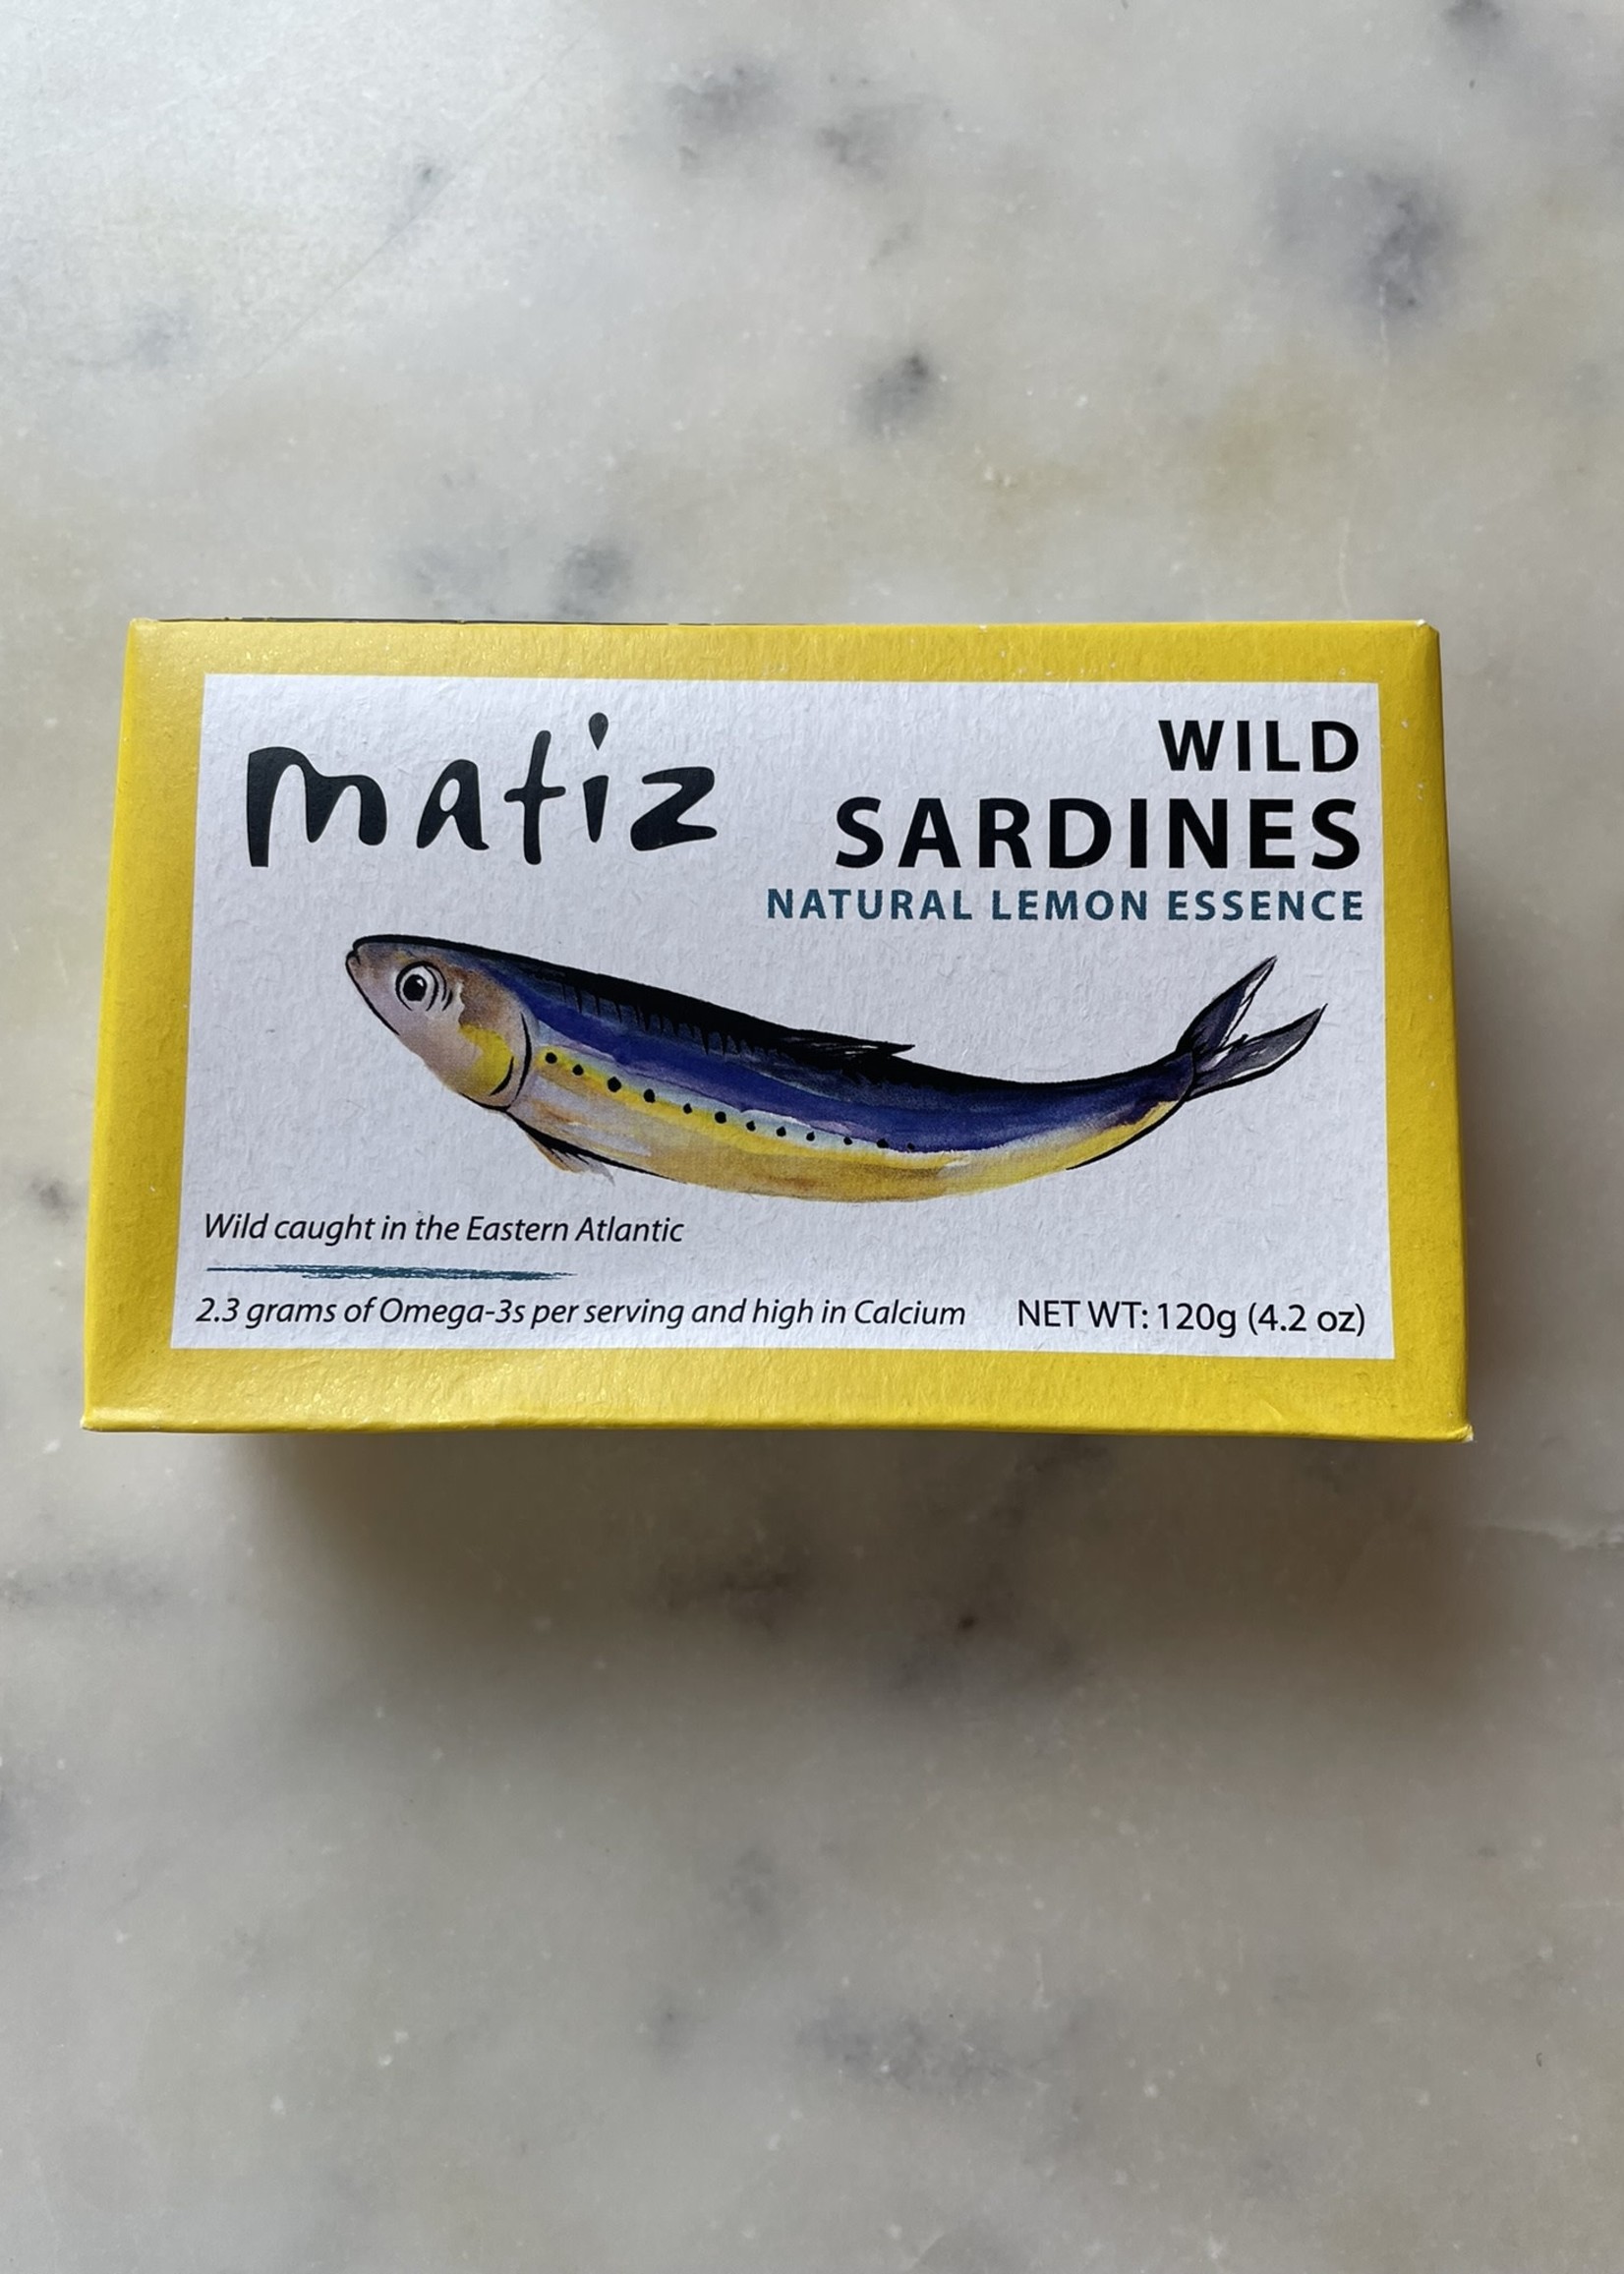 matiz
WILD
SARDINES
NATURAL LEMON ESSENCE
Wild caught in the Eastern Atlantic
2.3 grams of Omega-3s per serving and high in Calcium
NET WT: 120g (4.2 oz)